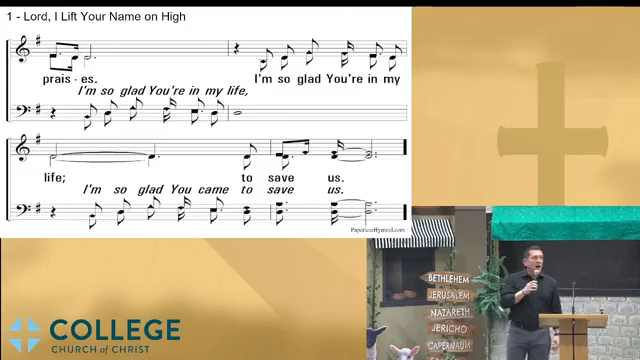 1 - Lord, I Lift Your Name on High
prais - es. I'm so glad You're in my
I'm so glad You're in my life,
life; to save us.
I'm so glad You came to save us.
PaperlessHymnal.com
BETHLEHEM
JERUSALEM
NAZARETH
JERICHO
CAPERNAUM
COLLEGE
CHURCH of CHRIST